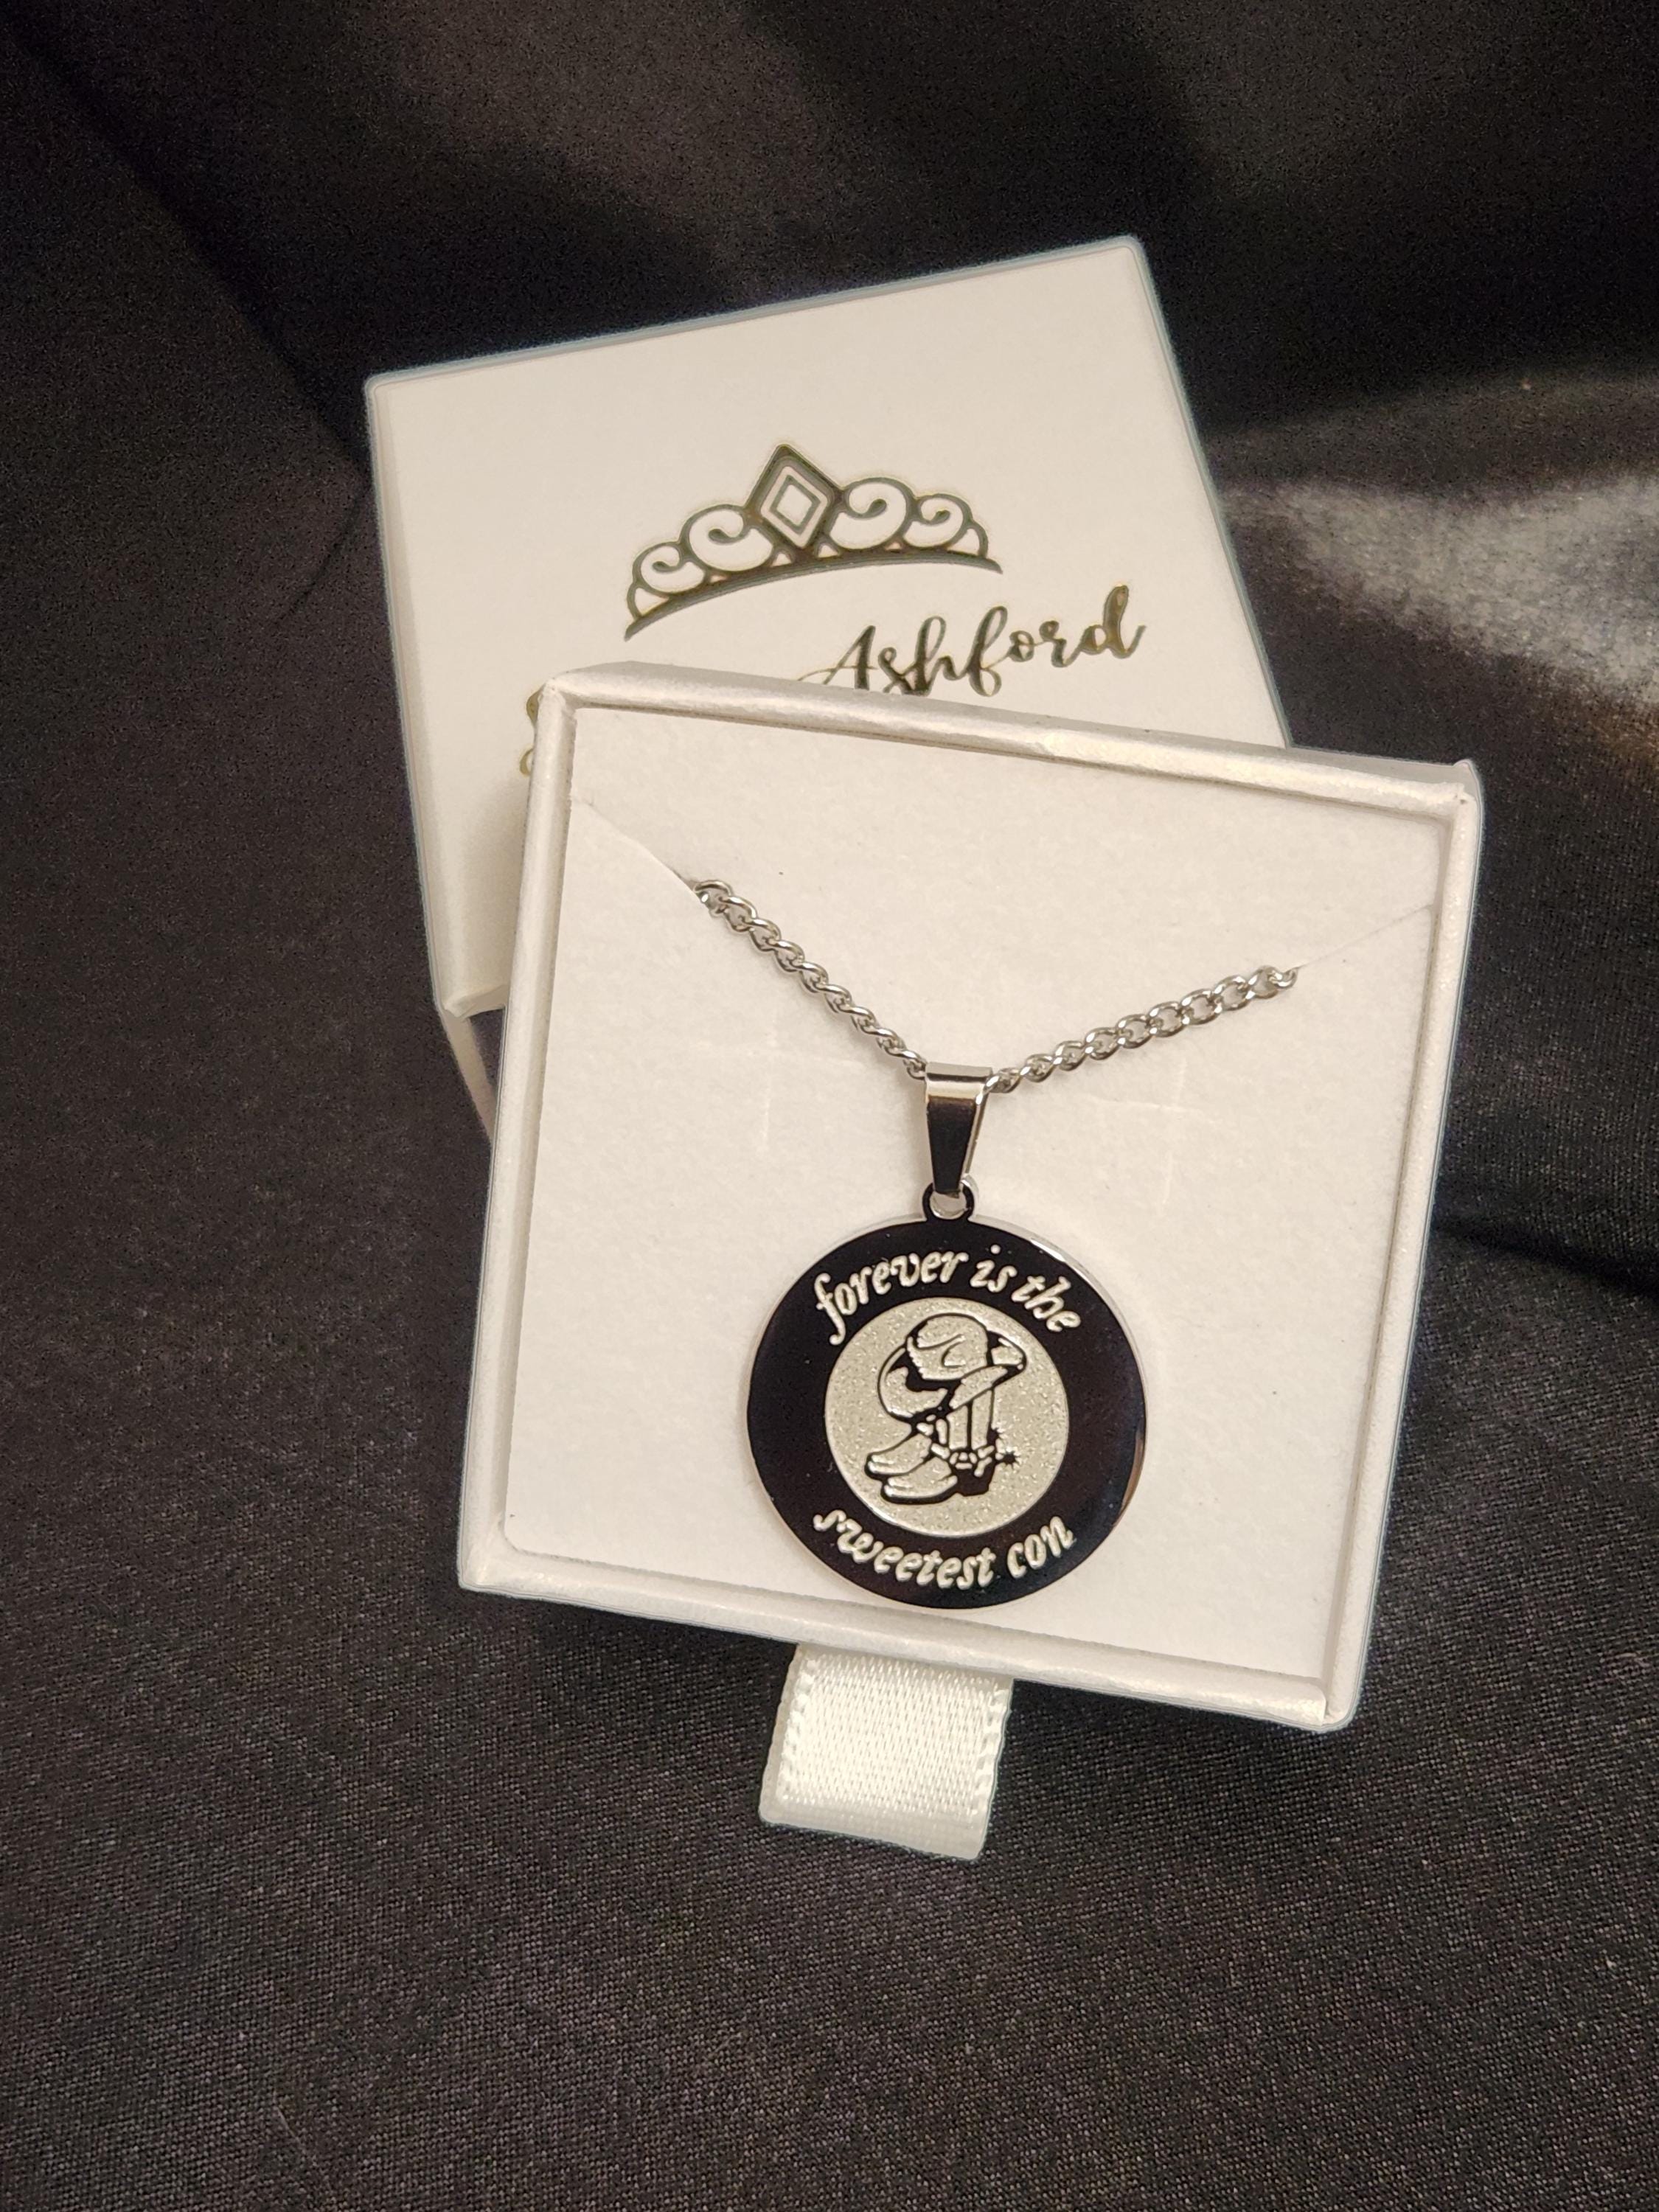 Ashford
forever is the
sweetest con